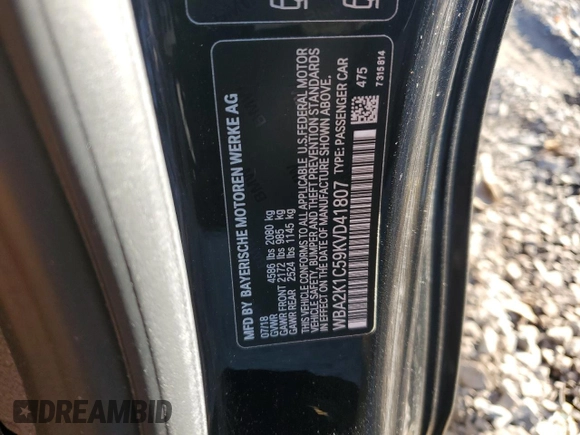 MFD BY BAYERISCHE MOTOREN WERKE AG
07/18
GVWR 4586 lbs 2080 kg
GAWR FRONT 2172 lbs 985 kg
GAWR REAR 2524 lbs 1145 kg
THIS VEHICLE CONFORMS TO ALL APPLICABLE U.S. FEDERAL MOTOR
VEHICLE SAFETY, BUMPER AND THEFT PREVENTION STANDARDS
IN EFFECT ON THE DATE OF MANUFACTURE SHOWN ABOVE.
WBA2K1C59KVD41807 TYPE: PASSENGER CAR
475
7 315 814
DREAMBID